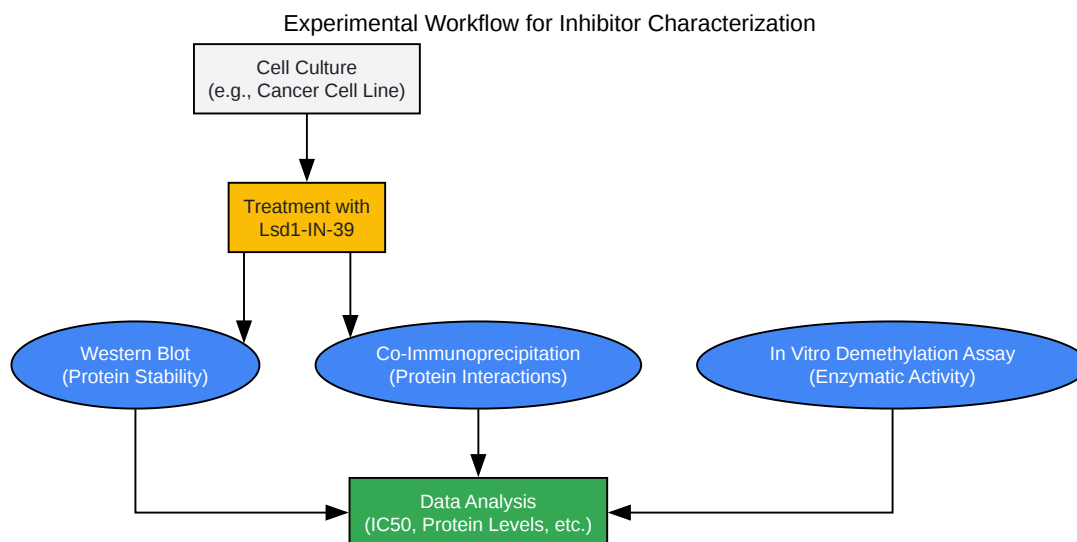 Experimental Workflow for Inhibitor Characterization
Cell Culture
(e.g., Cancer Cell Line)
Treatment with
Lsd1-IN-39
Western Blot
(Protein Stability)
Co-Immunoprecipitation
(Protein Interactions)
In Vitro Demethylation Assay
(Enzymatic Activity)
Data Analysis
(IC50, Protein Levels, etc.)